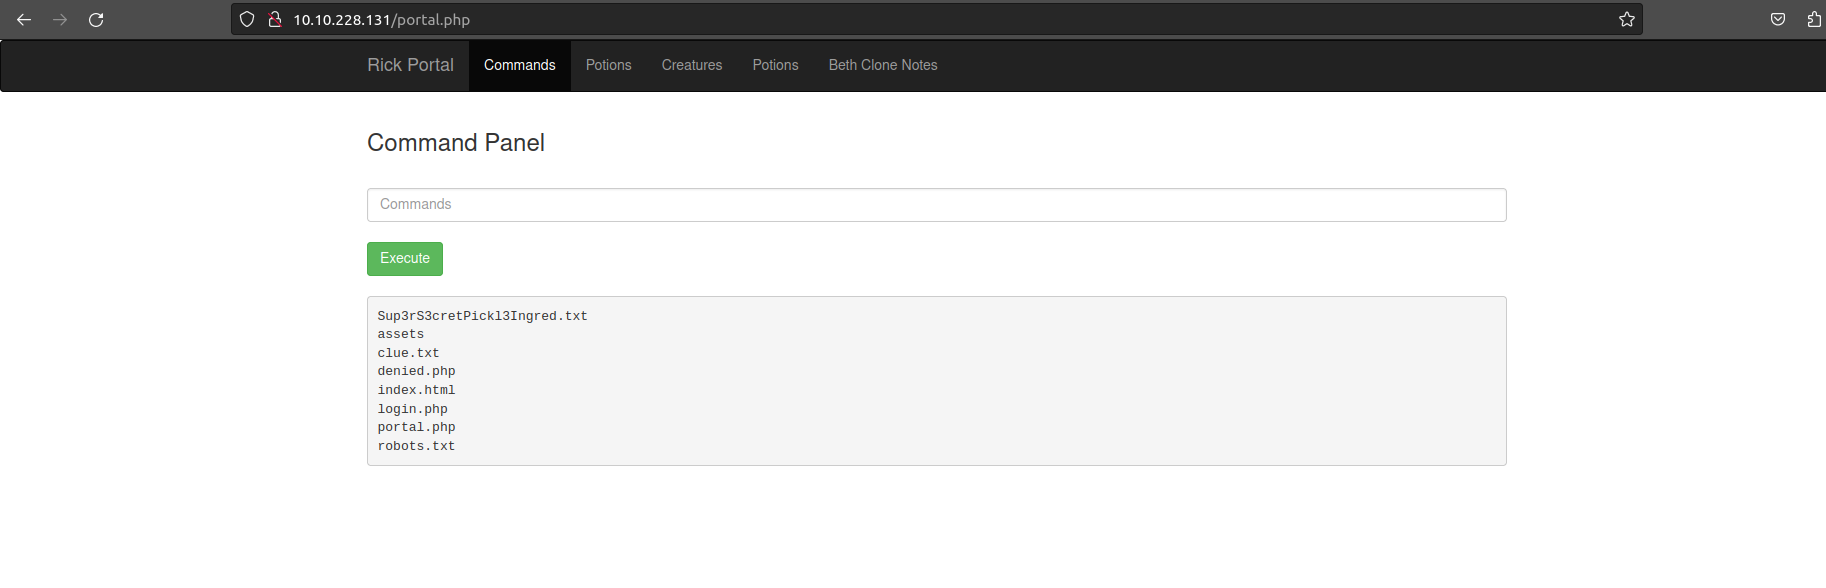 10.10.228.131/portal.php
Rick Portal Commands Potions Creatures Potions Beth Clone Notes
Command Panel
Commands
Execute
Sup3rS3cretPickl3Ingred.txt
assets
clue.txt
denied.php
index.html
login.php
portal.php
robots.txt